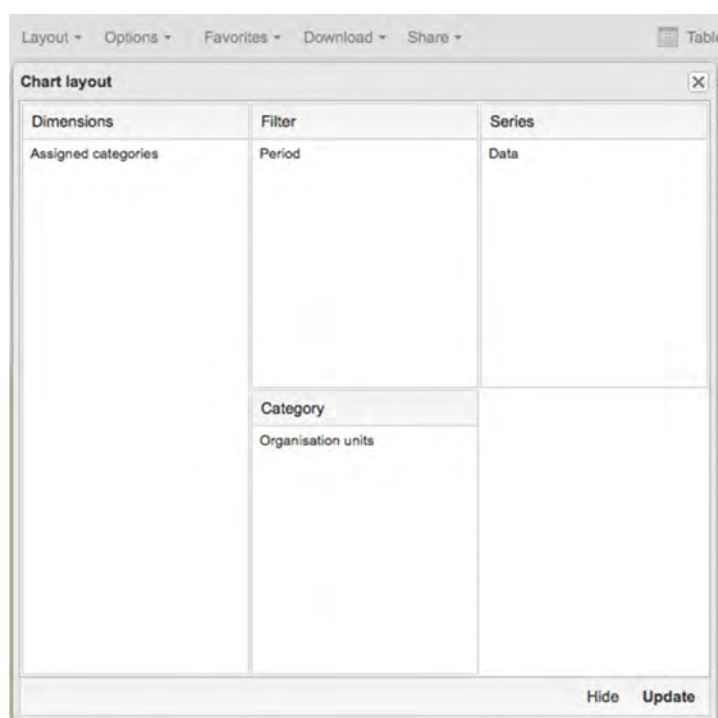 Layout Options Favorites Download Share
Chart layout
Dimensions Filter Series
Assigned categories Period Data
Category
Organisation units
Hide Update